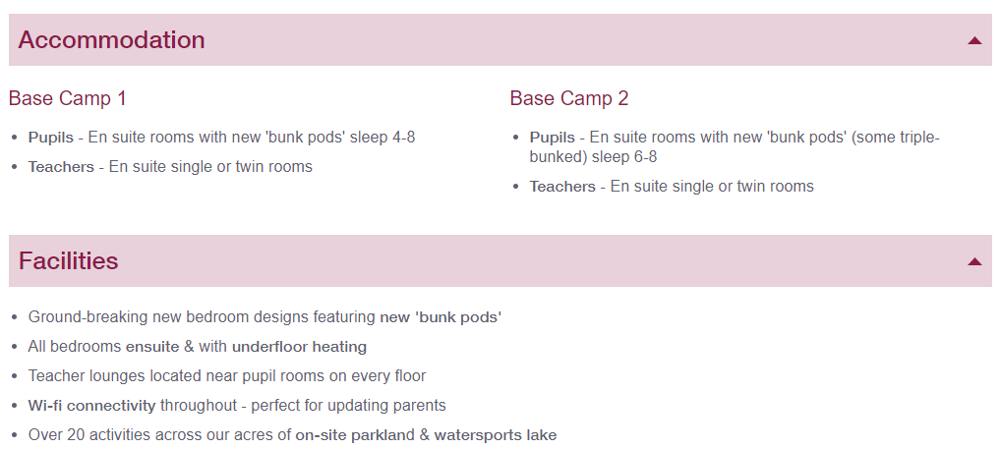 Accommodation
Base Camp 1
• Pupils - En suite rooms with new 'bunk pods' sleep 4-8
• Teachers - En suite single or twin rooms
Base Camp 2
• Pupils - En suite rooms with new 'bunk pods' (some triple-
bunked) sleep 6-8
• Teachers - En suite single or twin rooms
Facilities
• Ground-breaking new bedroom designs featuring new 'bunk pods'
• All bedrooms ensuite & with underfloor heating
• Teacher lounges located near pupil rooms on every floor
• Wi-fi connectivity throughout - perfect for updating parents
• Over 20 activities across our acres of on-site parkland & watersports lake